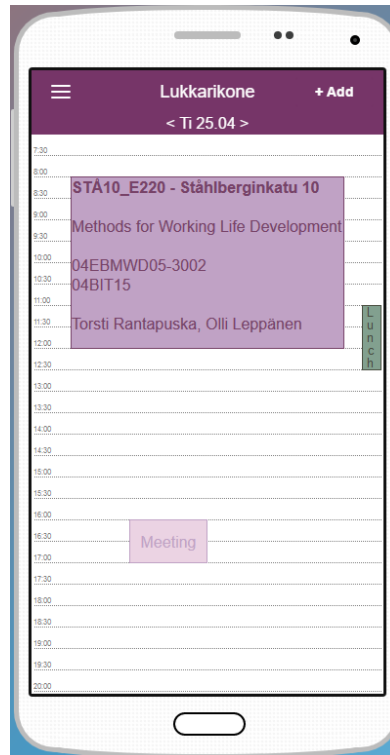 Lukkarikone
+ Add
< Ti 25.04 >
7:30
8:00
STÅ10_E220 - Ståhlberginkatu 10
8:30
9:00
Methods for Working Life Development
9:30
10:00
04EBMWD05-3002
10:30
04BIT15
11:00
11:30
Torsti Rantapuska, Olli Leppänen
Lunch
12:00
12:30
13:00
13:30
14:00
14:30
15:00
15:30
16:00
16:30
Meeting
17:00
17:30
18:00
18:30
19:00
19:30
20:00